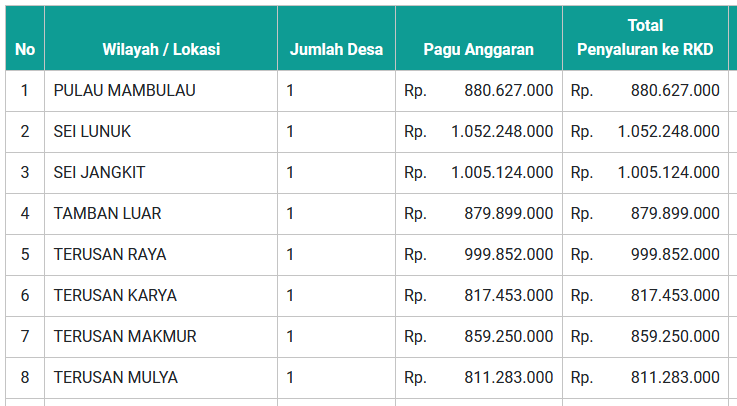 No Wilayah / Lokasi Jumlah Desa Pagu Anggaran Total Penyaluran ke RKD
1 PULAU MAMBULAU 1 Rp. 880.627.000 Rp. 880.627.000
2 SEI LUNUK 1 Rp. 1.052.248.000 Rp. 1.052.248.000
3 SEI JANGKIT 1 Rp. 1.005.124.000 Rp. 1.005.124.000
4 TAMBAN LUAR 1 Rp. 879.899.000 Rp. 879.899.000
5 TERUSAN RAYA 1 Rp. 999.852.000 Rp. 999.852.000
6 TERUSAN KARYA 1 Rp. 817.453.000 Rp. 817.453.000
7 TERUSAN MAKMUR 1 Rp. 859.250.000 Rp. 859.250.000
8 TERUSAN MULYA 1 Rp. 811.283.000 Rp. 811.283.000